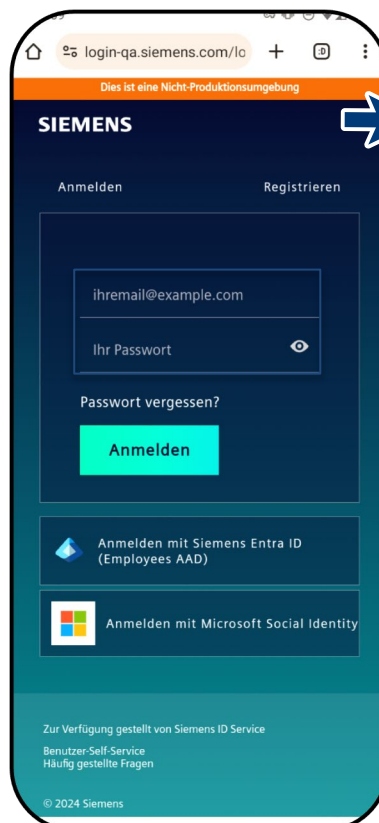 login-qa.siemens.com/lo
:D
Dies ist eine Nicht-Produktionsumgebung
SIEMENS
Anmelden Registrieren
ihremail@example.com
Ihr Passwort
Passwort vergessen?
Anmelden
Anmelden mit Siemens Entra ID
(Employees AAD)
Anmelden mit Microsoft Social Identity
Zur Verfügung gestellt von Siemens ID Service
Benutzer-Self-Service
Häufig gestellte Fragen
© 2024 Siemens